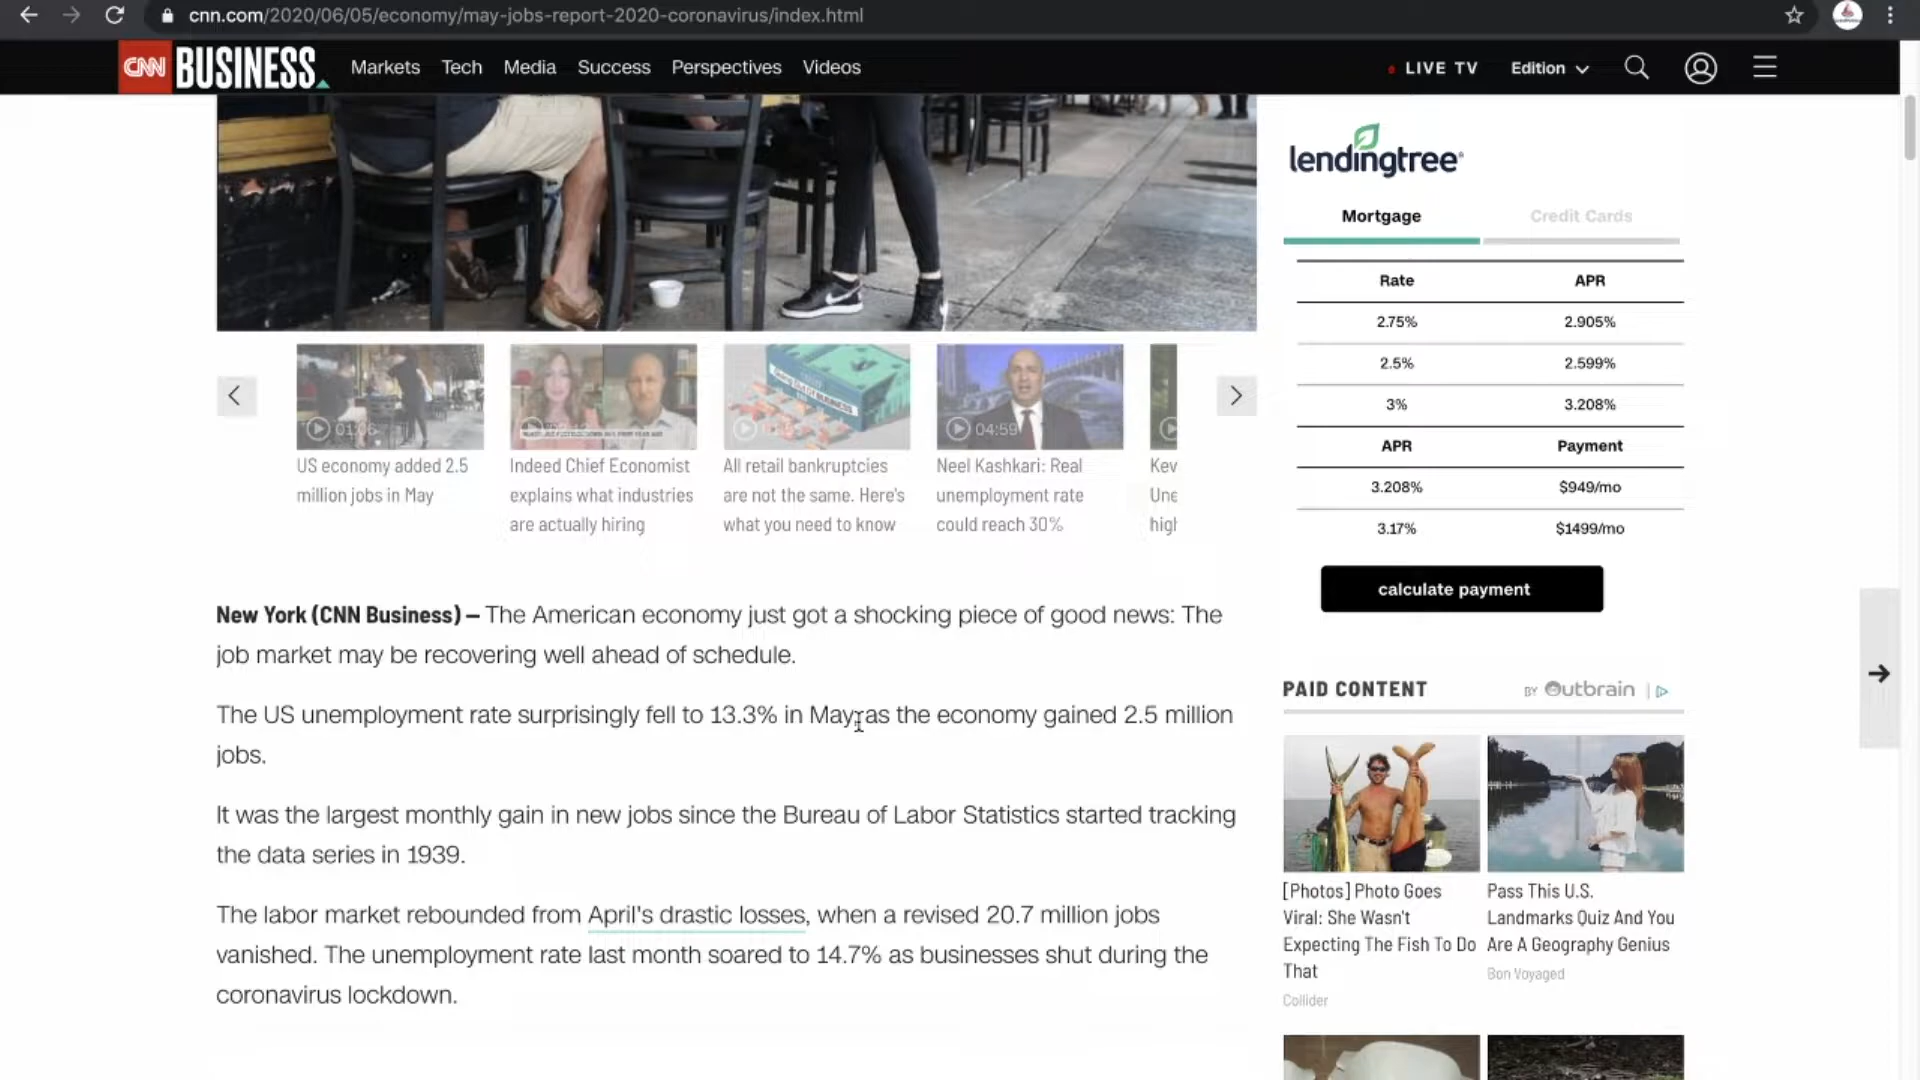 cnn.com/2020/06/05/economy/may-jobs-report-2020-coronavirus/index.html
CNN BUSINESS
Markets Tech Media Success Perspectives Videos
LIVE TV Edition
01:06
04:59
US economy added 2.5
million jobs in May
Indeed Chief Economist
explains what industries
are actually hiring
All retail bankruptcies
are not the same. Here's
what you need to know
Neel Kashkari: Real
unemployment rate
could reach 30%
Kev
Une
high
New York (CNN Business) – The American economy just got a shocking piece of good news: The
job market may be recovering well ahead of schedule.
The US unemployment rate surprisingly fell to 13.3% in May, as the economy gained 2.5 million
jobs.
It was the largest monthly gain in new jobs since the Bureau of Labor Statistics started tracking
the data series in 1939.
The labor market rebounded from April's drastic losses, when a revised 20.7 million jobs
vanished. The unemployment rate last month soared to 14.7% as businesses shut during the
coronavirus lockdown.
lendingtree
Mortgage Credit Cards
Rate APR
2.75% 2.905%
2.5% 2.599%
3% 3.208%
APR Payment
3.208% $949/mo
3.17% $1499/mo
calculate payment
PAID CONTENT BY Outbrain
[Photos] Photo Goes
Viral: She Wasn't
Expecting The Fish To Do
That
Collider
Pass This U.S.
Landmarks Quiz And You
Are A Geography Genius
Bon Voyaged